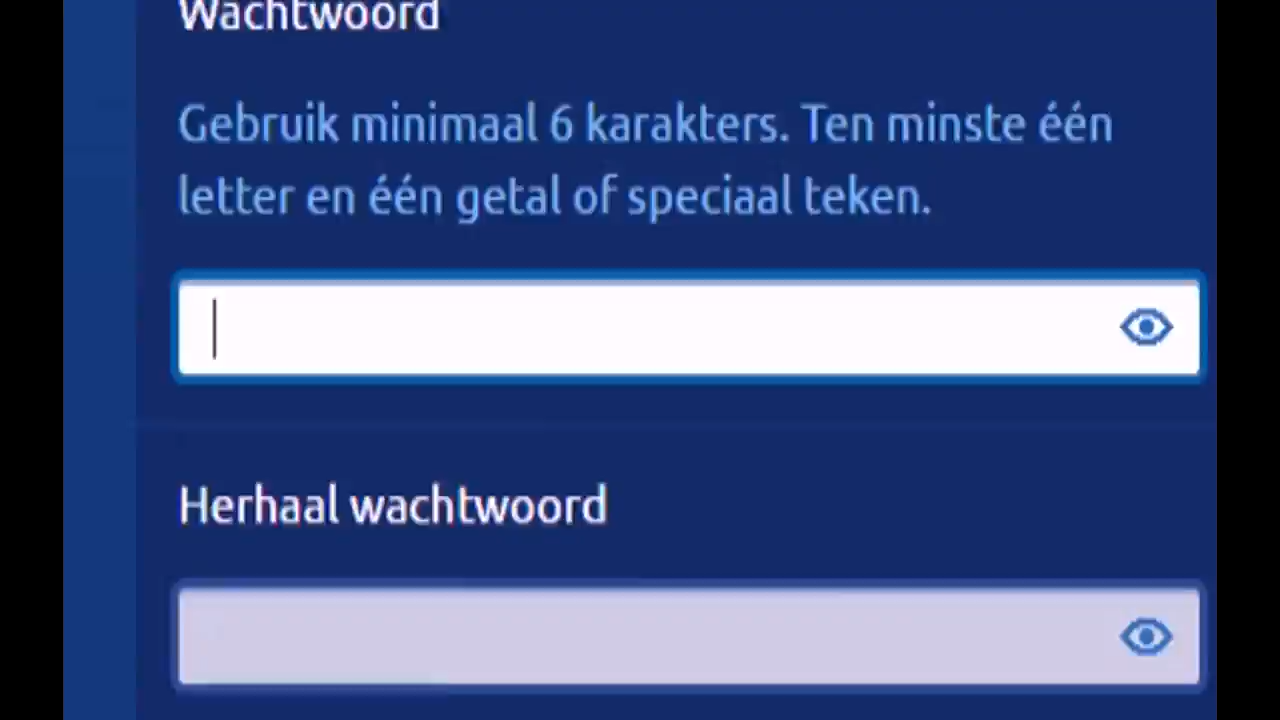 Wachtwoord
Gebruik minimaal 6 karakters. Ten minste één
letter en één getal of speciaal teken.
Herhaal wachtwoord